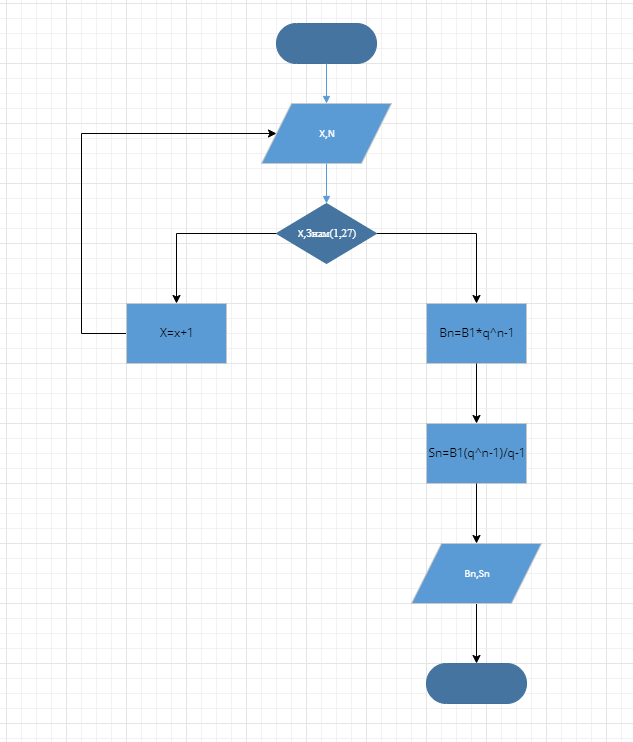 X,N
X,Знам(1,27)
X=x+1
Bn=B1*q^n-1
Sn=B1(q^n-1)/q-1
Bn,Sn